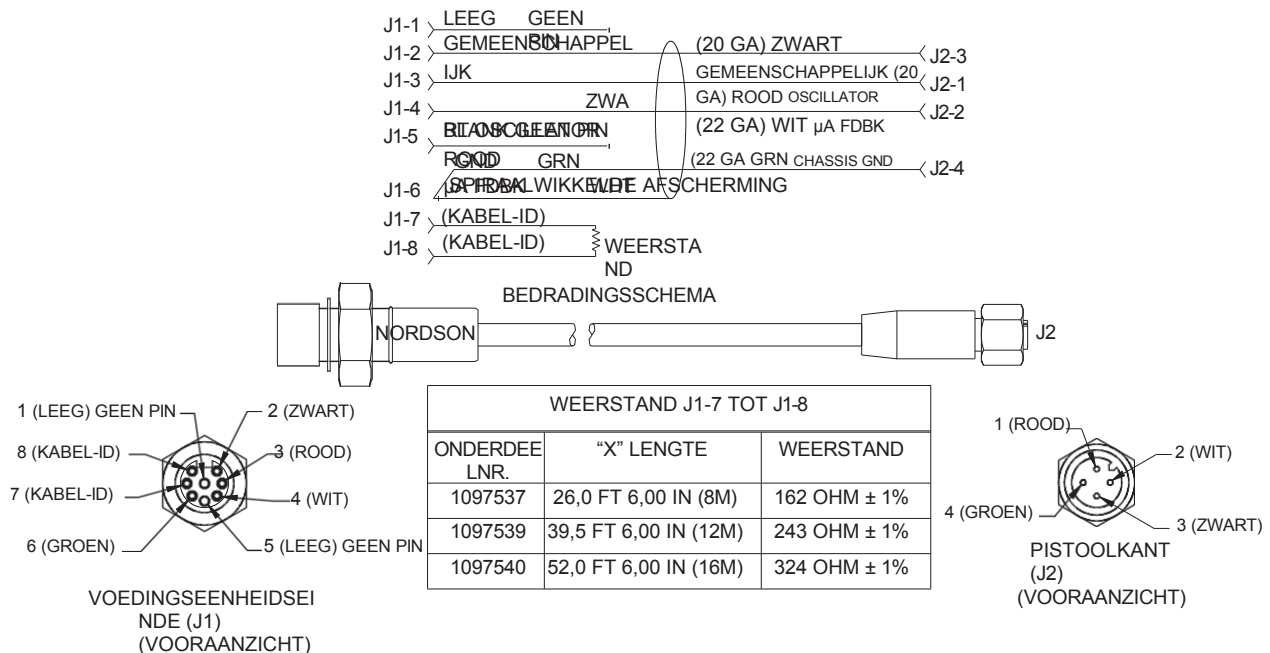 J1-1 LEEG GEEN PIN
J1-2 GEMEENSCHAPPEL (20 GA) ZWART J2-3
J1-3 IJK GEMEENSCHAPPELIJK (20 J2-1
J1-4 ZWA GA) ROOD OSCILLATOR J2-2
J1-5 (22 GA) WIT µA FDBK
ROOD
GND GRN (22 GA GRN CHASSIS GND J2-4
J1-6 µA FDBK WHT
SPIRAALWIKKELDE AFSCHERMING
J1-7 (KABEL-ID)
J1-8 (KABEL-ID)
WEERSTA
ND
BEDRADINGSSCHEMA
NORDSON
J2
1 (LEEG) GEEN PIN
2 (ZWART)
8 (KABEL-ID)
3 (ROOD)
7 (KABEL-ID)
4 (WIT)
6 (GROEN)
5 (LEEG) GEEN PIN
VOEDINGSEENHEIDSEI
NDE (J1)
(VOORAANZICHT)
WEERSTAND J1-7 TOT J1-8
ONDERDEE
LNR.
“X” LENGTE
WEERSTAND
1097537 26,0 FT 6,00 IN (8M) 162 OHM ± 1%
1097539 39,5 FT 6,00 IN (12M) 243 OHM ± 1%
1097540 52,0 FT 6,00 IN (16M) 324 OHM ± 1%
1 (ROOD)
2 (WIT)
4 (GROEN)
3 (ZWART)
PISTOOLKANT
(J2)
(VOORAANZICHT)